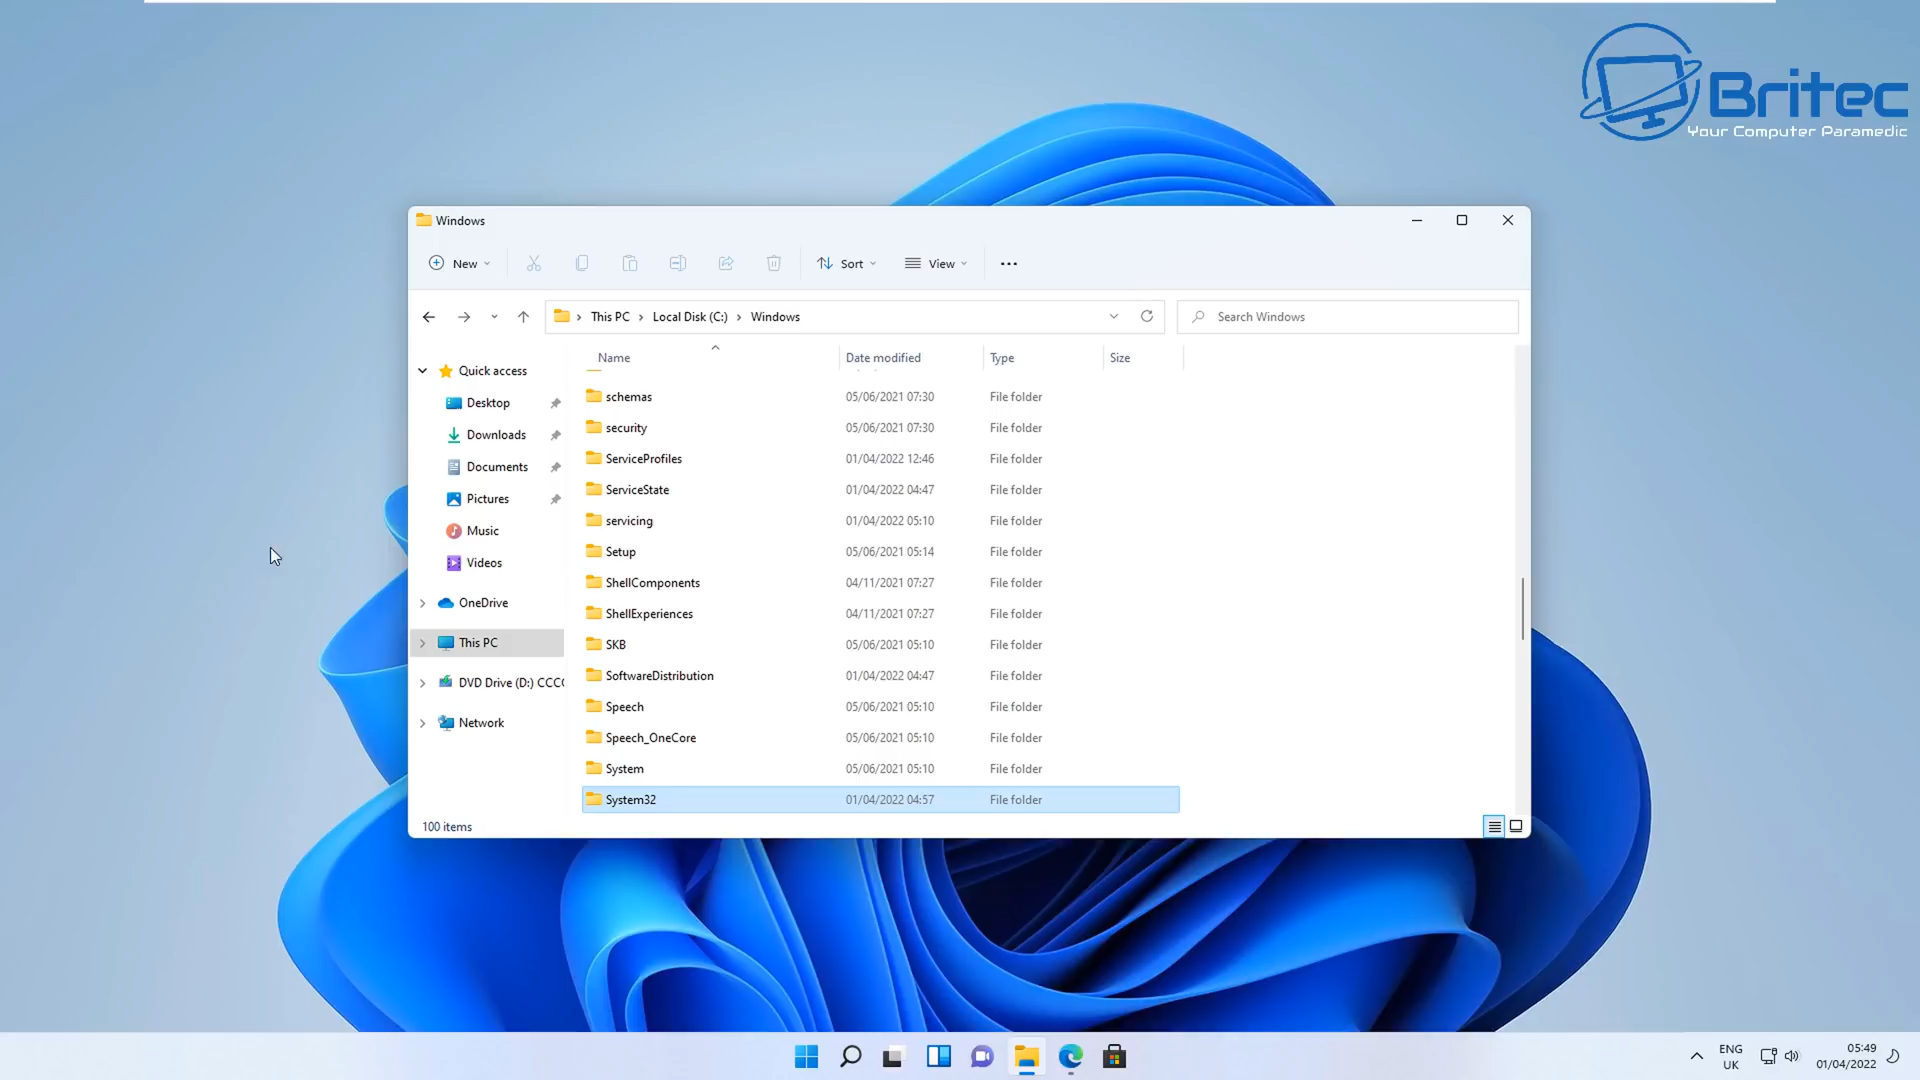 Britec
Your Computer Paramedic
Windows
New
Sort
View
This PC
Local Disk (C:)
Windows
Search Windows
Name
Date modified
Type
Size
Quick access
Desktop
Downloads
Documents
Pictures
Music
Videos
OneDrive
This PC
DVD Drive (D:) CCC
Network
schemas 05/06/2021 07:30 File folder
security 05/06/2021 07:30 File folder
ServiceProfiles 01/04/2022 12:46 File folder
ServiceState 01/04/2022 04:47 File folder
servicing 01/04/2022 05:10 File folder
Setup 05/06/2021 05:14 File folder
ShellComponents 04/11/2021 07:27 File folder
ShellExperiences 04/11/2021 07:27 File folder
SKB 05/06/2021 05:10 File folder
SoftwareDistribution 01/04/2022 04:47 File folder
Speech 05/06/2021 05:10 File folder
Speech_OneCore 05/06/2021 05:10 File folder
System 05/06/2021 05:10 File folder
System32 01/04/2022 04:57 File folder
100 items
ENG
UK
05:49
01/04/2022